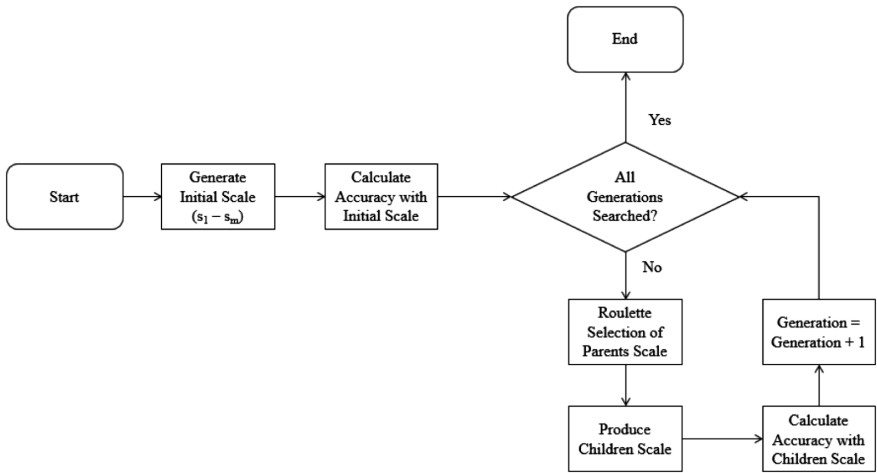 Start
Generate
Initial Scale
(s₁ – sₘ)
Calculate
Accuracy with
Initial Scale
All
Generations
Searched?
Yes
End
No
Roulette
Selection of
Parents Scale
Produce
Children Scale
Calculate
Accuracy with
Children Scale
Generation =
Generation + 1